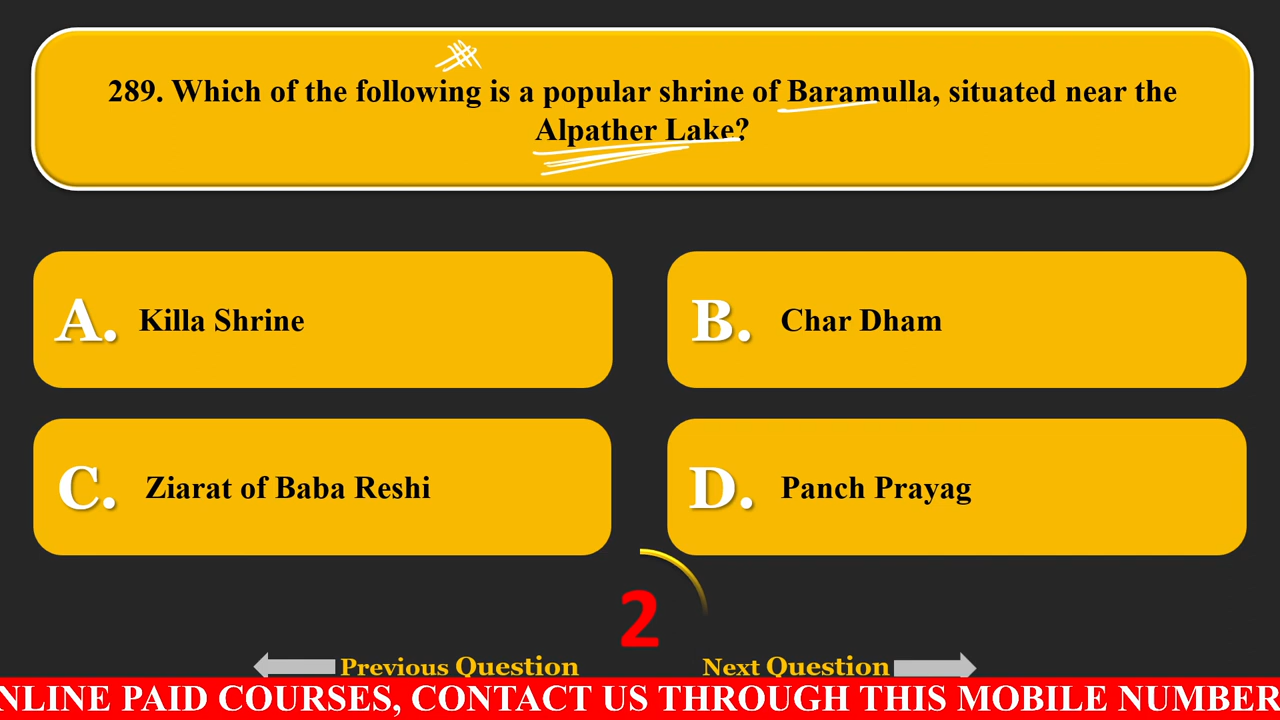 289. Which of the following is a popular shrine of Baramulla, situated near the
Alpather Lake?
A. Killa Shrine
B. Char Dham
C. Ziarat of Baba Reshi
D. Panch Prayag
2
Previous Question
Next Question
NLINE PAID COURSES, CONTACT US THROUGH THIS MOBILE NUMBER